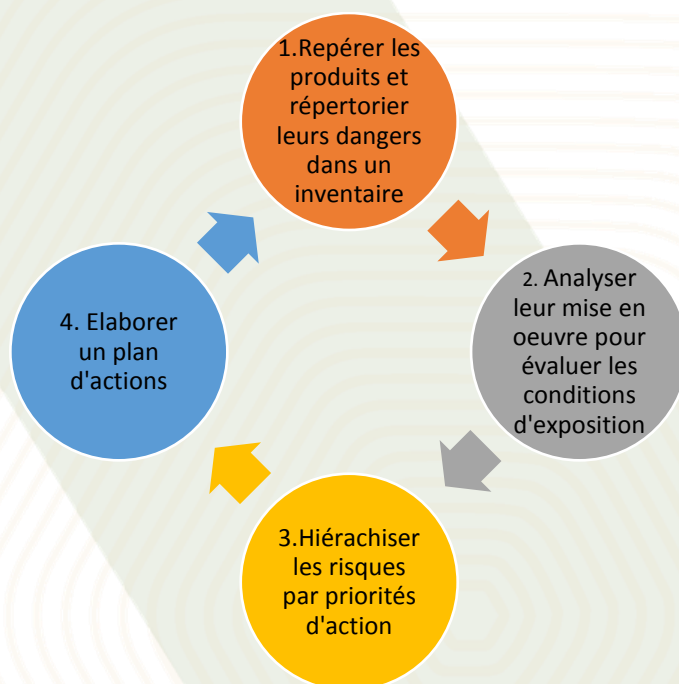 1.Repérer les
produits et
répertorier
leurs dangers
dans un
inventaire
2. Analyser
leur mise en
oeuvre pour
évaluer les
conditions
d'exposition
3.Hiérachiser
les risques
par priorités
d'action
4. Elaborer
un plan
d'actions